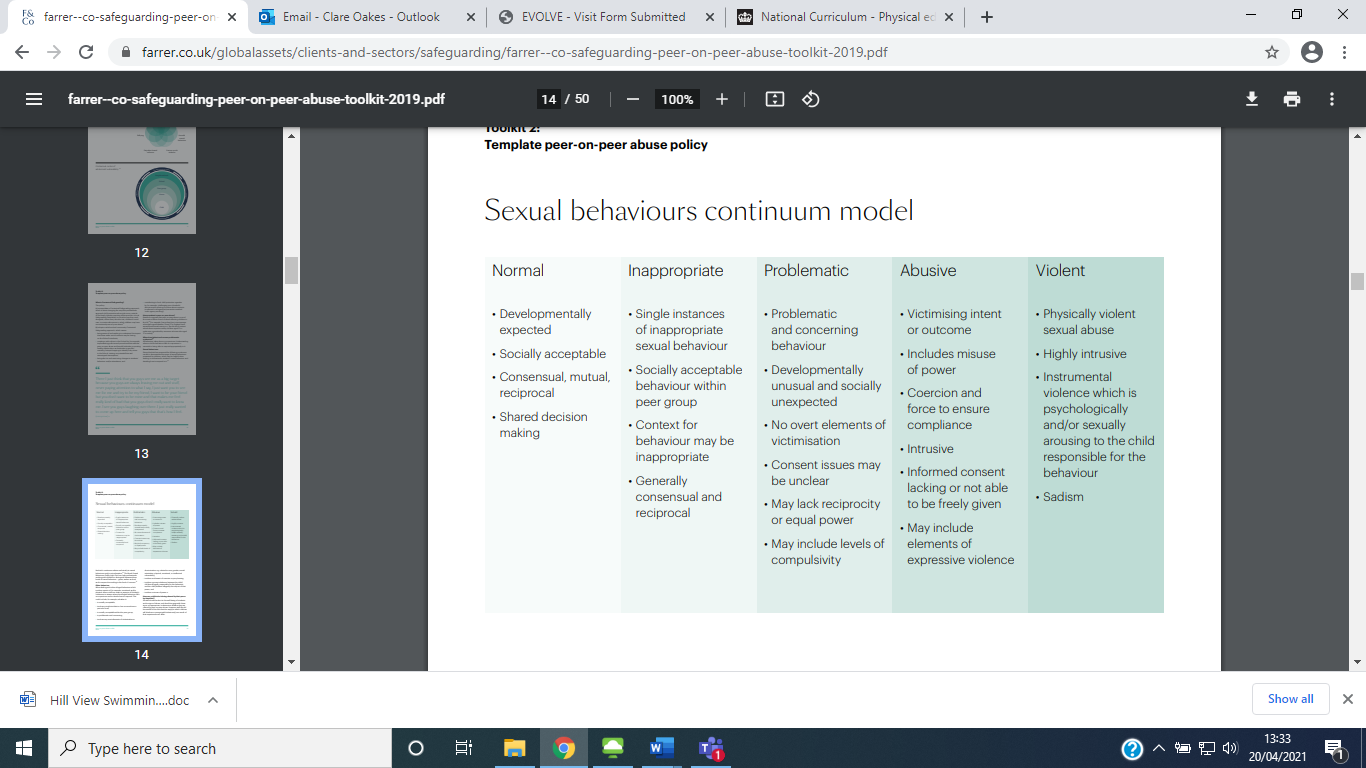 F&
Co
farrer--co-safeguarding-peer-on-
Email - Clare Oakes - Outlook
EVOLVE - Visit Form Submitted
National Curriculum - Physical ed
farrer.co.uk/globalassets/clients-and-sectors/safeguarding/farrer--co-safeguarding-peer-on-peer-abuse-toolkit-2019.pdf
farrer--co-safeguarding-peer-on-peer-abuse-toolkit-2019.pdf
14 / 50
100%
12
13
14
Toolkit 2:
Template peer-on-peer abuse policy
Sexual behaviours continuum model
Normal
• Developmentally
expected
• Socially acceptable
• Consensual, mutual,
reciprocal
• Shared decision
making
Inappropriate
• Single instances
of inappropriate
sexual behaviour
• Socially acceptable
behaviour within
peer group
• Context for
behaviour may be
inappropriate
• Generally
consensual and
reciprocal
Problematic
• Problematic
and concerning
behaviour
• Developmentally
unusual and socially
unexpected
• No overt elements of
victimisation
• Consent issues may
be unclear
• May lack reciprocity
or equal power
• May include levels of
compulsivity
Abusive
• Victimising intent
or outcome
• Includes misuse
of power
• Coercion and
force to ensure
compliance
• Intrusive
• Informed consent
lacking or not able
to be freely given
• May include
elements of
expressive violence
Violent
• Physically violent
sexual abuse
• Highly intrusive
• Instrumental
violence which is
psychologically
and/or sexually
arousing to the child
responsible for the
behaviour
• Sadism
Hill View Swimmin....doc
Show all
Type here to search
1
13:33
20/04/2021
1